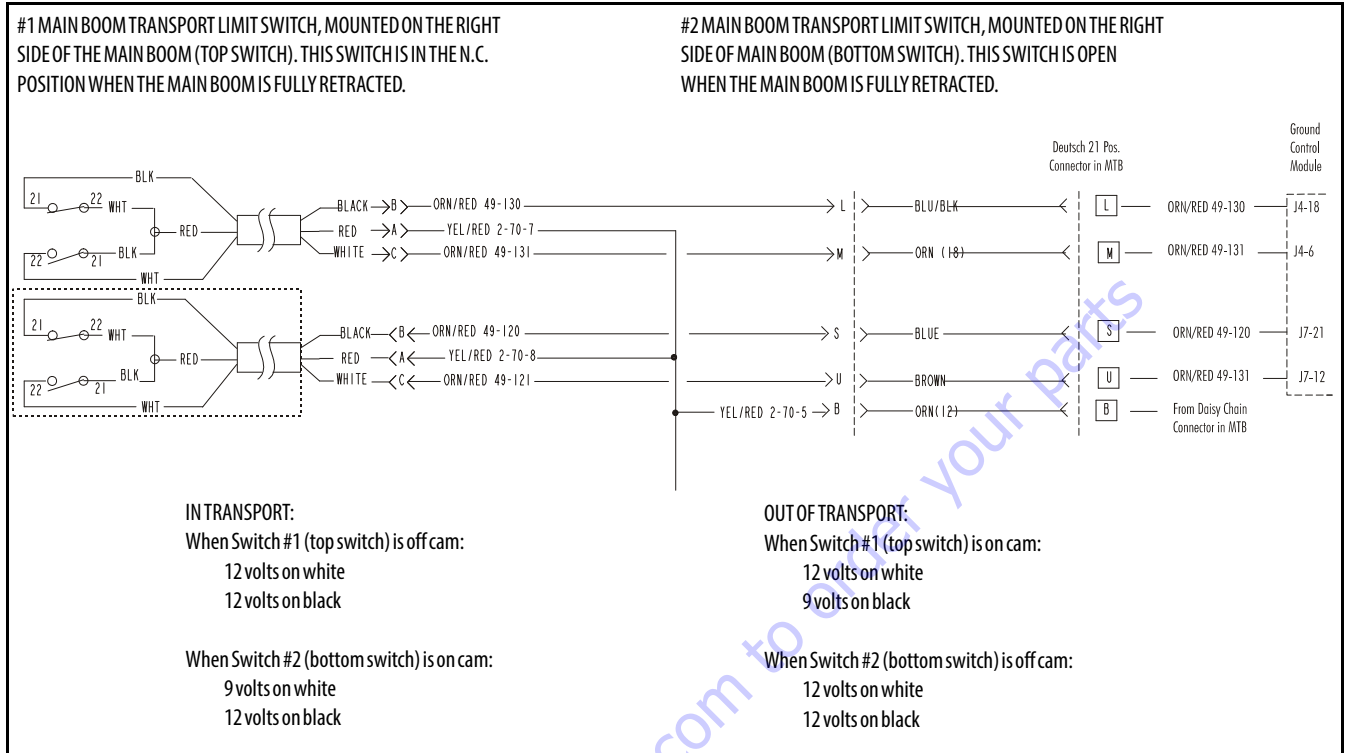 #1 MAIN BOOM TRANSPORT LIMIT SWITCH, MOUNTED ON THE RIGHT
SIDE OF THE MAIN BOOM (TOP SWITCH). THIS SWITCH IS IN THE N.C.
POSITION WHEN THE MAIN BOOM IS FULLY RETRACTED.
#2 MAIN BOOM TRANSPORT LIMIT SWITCH, MOUNTED ON THE RIGHT
SIDE OF MAIN BOOM (BOTTOM SWITCH). THIS SWITCH IS OPEN
WHEN THE MAIN BOOM IS FULLY RETRACTED.
Deutsch 21 Pos.
Connector in MTB
Ground
Control
Module
BLK
21 22 WHT
RED
22 21 BLK
WHT
BLACK B ORN/RED 49-130 L BLU/BLK L ORN/RED 49-130 J4-18
RED A YEL/RED 2-70-7
WHITE C ORN/RED 49-131 M ORN (18) M ORN/RED 49-131 J4-6
BLK
21 22 WHT
RED
22 21 BLK
WHT
BLACK B ORN/RED 49-120 S BLUE S ORN/RED 49-120 J7-21
RED A YEL/RED 2-70-8
WHITE C ORN/RED 49-121 U BROWN U ORN/RED 49-131 J7-12
YEL/RED 2-70-5 B ORN(12) B From Daisy Chain
Connector in MTB
IN TRANSPORT:
When Switch #1 (top switch) is off cam:
12 volts on white
12 volts on black
When Switch #2 (bottom switch) is on cam:
9 volts on white
12 volts on black
OUT OF TRANSPORT:
When Switch #1 (top switch) is on cam:
12 volts on white
9 volts on black
When Switch #2 (bottom switch) is off cam:
12 volts on white
12 volts on black
com to order your parts